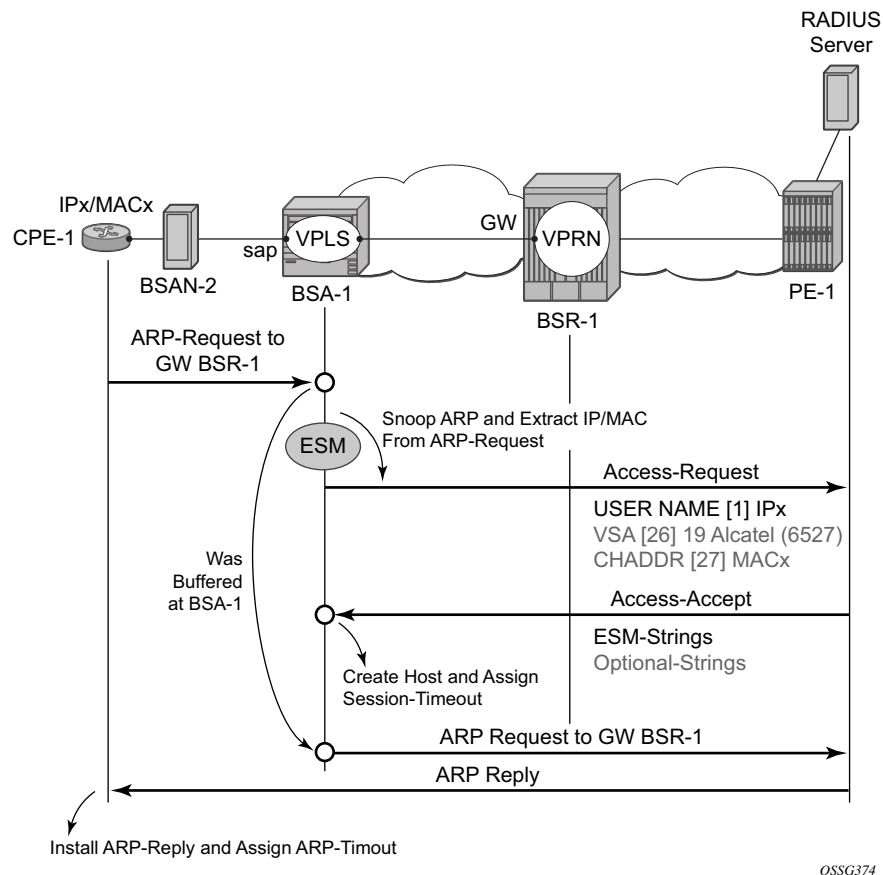 RADIUS
Server
IPx/MACx
CPE-1
BSAN-2
sap
VPLS
BSA-1
GW
VPRN
BSR-1
PE-1
ARP-Request to
GW BSR-1
Snoop ARP and Extract IP/MAC
From ARP-Request
ESM
Access-Request
USER NAME [1] IPx
VSA [26] 19 Alcatel (6527)
CHADDR [27] MACx
Was
Buffered
at BSA-1
Access-Accept
ESM-Strings
Optional-Strings
Create Host and Assign
Session-Timeout
ARP Request to GW BSR-1
ARP Reply
Install ARP-Reply and Assign ARP-Timout
OSSG374